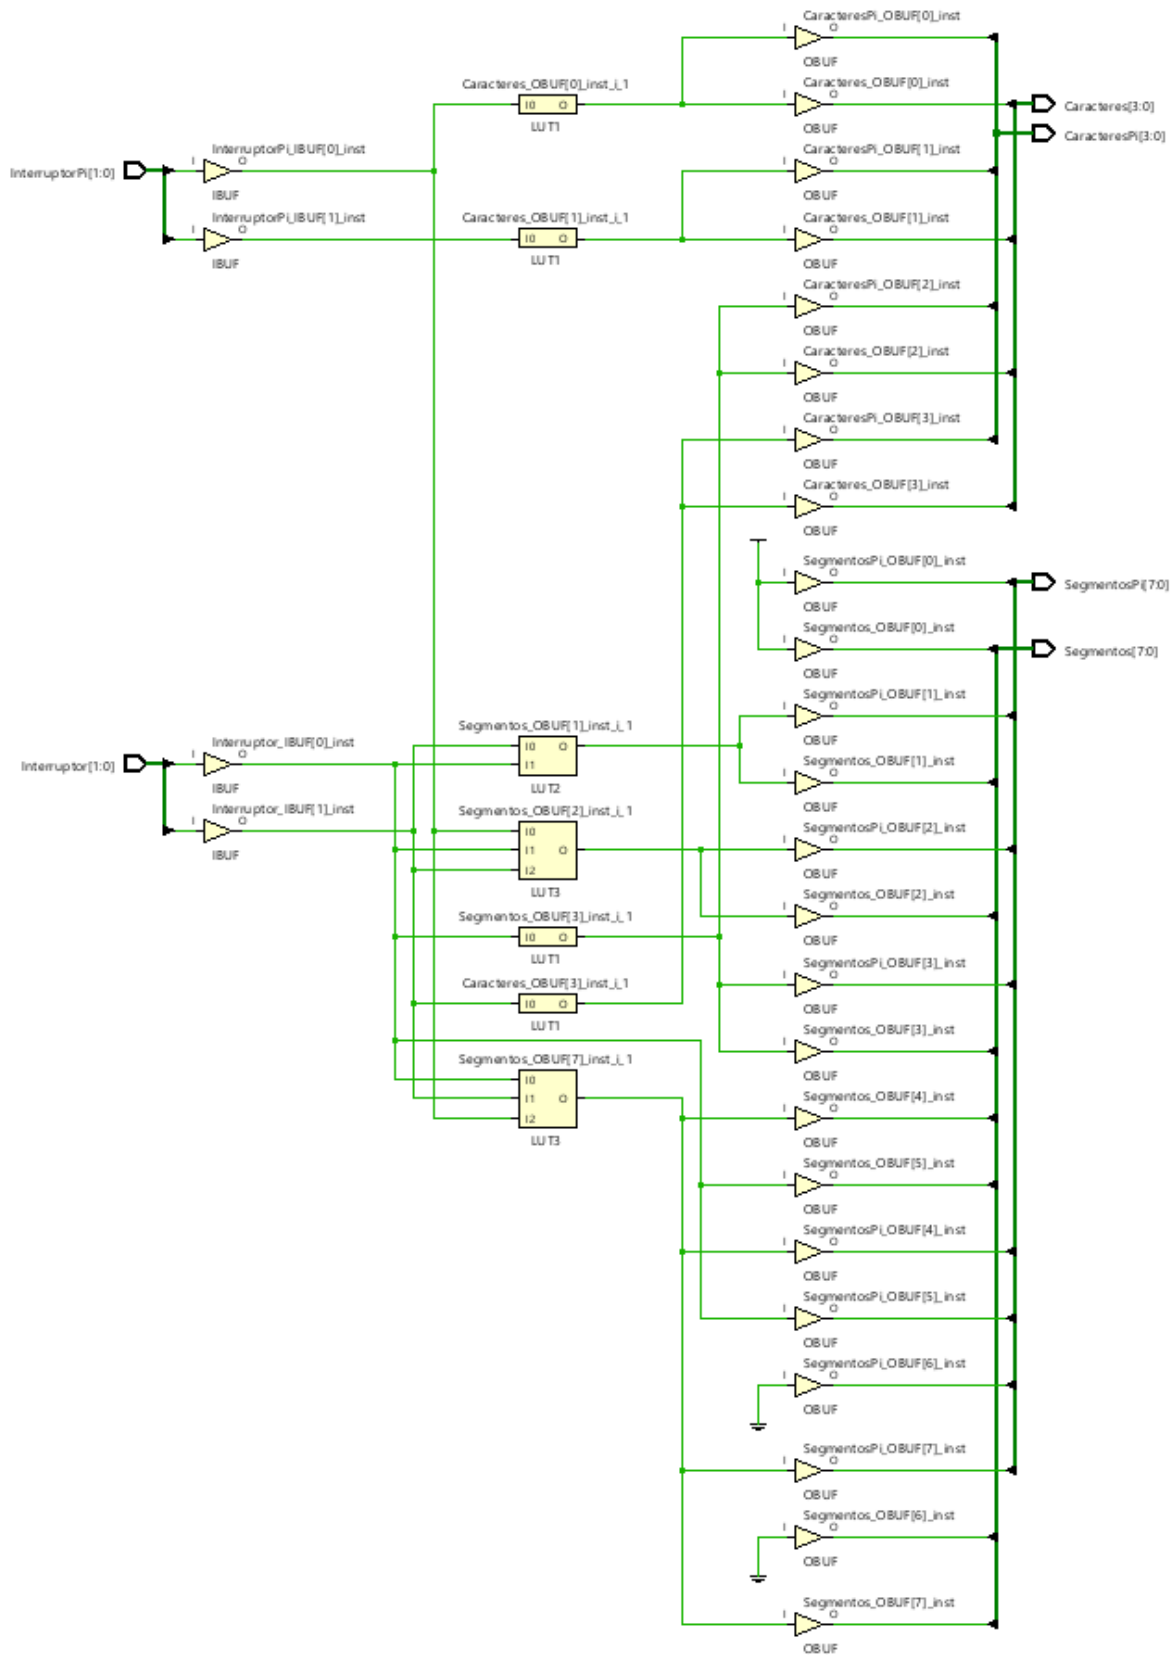 CaracteresPi_OBUF[0]_inst
I
O
OBUF
Caracteres_OBUF[0]_inst_i_1
I0 O
LUT1
Caracteres_OBUF[0]_inst
I
O
OBUF
Caracteres[3:0]
CaracteresPi[3:0]
InterruptorPi[1:0]
InterruptorPi_IBUF[0]_inst
I
O
IBUF
CaracteresPi_OBUF[1]_inst
I
O
OBUF
InterruptorPi_IBUF[1]_inst
I
O
IBUF
Caracteres_OBUF[1]_inst_i_1
I0 O
LUT1
Caracteres_OBUF[1]_inst
I
O
OBUF
CaracteresPi_OBUF[2]_inst
I
O
OBUF
Caracteres_OBUF[2]_inst
I
O
OBUF
CaracteresPi_OBUF[3]_inst
I
O
OBUF
Caracteres_OBUF[3]_inst
I
O
OBUF
SegmentosPi_OBUF[0]_inst
I
O
OBUF
SegmentosPi[7:0]
Segmentos_OBUF[0]_inst
I
O
OBUF
Segmentos[7:0]
SegmentosPi_OBUF[1]_inst
I
O
OBUF
Interruptor[1:0]
Interruptor_IBUF[0]_inst
I
O
IBUF
Segmentos_OBUF[1]_inst_i_1
I0 O
I1
LUT2
Segmentos_OBUF[1]_inst
I
O
OBUF
Interruptor_IBUF[1]_inst
I
O
IBUF
Segmentos_OBUF[2]_inst_i_1
I0
I1 O
I2
LUT3
SegmentosPi_OBUF[2]_inst
I
O
OBUF
Segmentos_OBUF[2]_inst
I
O
OBUF
Segmentos_OBUF[3]_inst_i_1
I0 O
LUT1
SegmentosPi_OBUF[3]_inst
I
O
OBUF
Caracteres_OBUF[3]_inst_i_1
I0 O
LUT1
Segmentos_OBUF[3]_inst
I
O
OBUF
Segmentos_OBUF[7]_inst_i_1
I0
I1 O
I2
LUT3
Segmentos_OBUF[4]_inst
I
O
OBUF
Segmentos_OBUF[5]_inst
I
O
OBUF
SegmentosPi_OBUF[4]_inst
I
O
OBUF
SegmentosPi_OBUF[5]_inst
I
O
OBUF
SegmentosPi_OBUF[6]_inst
I
O
OBUF
SegmentosPi_OBUF[7]_inst
I
O
OBUF
Segmentos_OBUF[6]_inst
I
O
OBUF
Segmentos_OBUF[7]_inst
I
O
OBUF